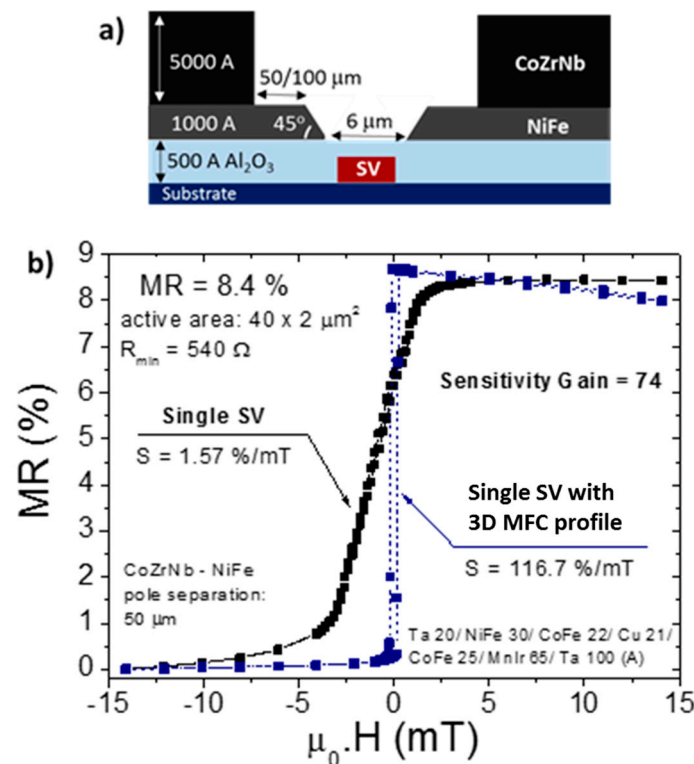 a)
5000 A
50/100 μm
CoZrNb
1000 A
45°
6 μm
NiFe
500 A Al₂O₃
SV
Substrate
b)
9
8
7
6
5
4
3
2
1
0
MR (%)
MR = 8.4 %
active area: 40 x 2 μm²
R_min = 540 Ω
Sensitivity Gain = 74
Single SV
S = 1.57 %/mT
Single SV with
3D MFC profile
S = 116.7 %/mT
CoZrNb - NiFe
pole separation:
50 μm
Ta 20/ NiFe 30/ CoFe 22/ Cu 21/
CoFe 25/ MnIr 65/ Ta 100 (A)
-15 -10 -5 0 5 10 15
μ₀.H (mT)